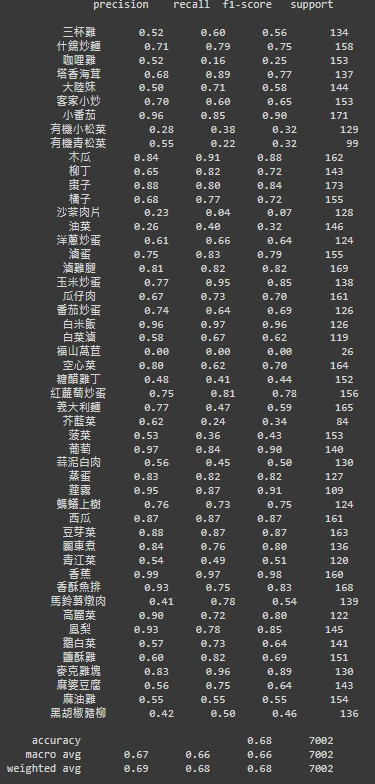 precision recall f1-score support
三杯雞 0.52 0.60 0.56 134
什錦炒麵 0.71 0.79 0.75 158
咖哩雞 0.52 0.16 0.25 153
塔香海茸 0.68 0.89 0.77 137
大陸妹 0.50 0.71 0.58 144
客家小炒 0.70 0.60 0.65 153
小番茄 0.96 0.85 0.90 171
有機小松菜 0.28 0.38 0.32 129
有機青松菜 0.55 0.22 0.32 99
木瓜 0.84 0.91 0.88 162
柳丁 0.65 0.82 0.72 143
棗子 0.88 0.80 0.84 173
橘子 0.68 0.77 0.72 155
沙茶肉片 0.23 0.04 0.07 128
油菜 0.26 0.40 0.32 146
洋蔥炒蛋 0.61 0.66 0.64 124
滷蛋 0.75 0.83 0.79 155
滷雞腿 0.81 0.82 0.82 169
玉米炒蛋 0.77 0.95 0.85 138
瓜仔肉 0.67 0.73 0.70 161
番茄炒蛋 0.74 0.64 0.69 126
白米飯 0.96 0.97 0.96 126
白菜滷 0.58 0.67 0.62 119
福山萵苣 0.00 0.00 0.00 26
空心菜 0.80 0.62 0.70 164
糖醋雞丁 0.48 0.41 0.44 152
紅蘿蔔炒蛋 0.75 0.81 0.78 156
義大利麵 0.77 0.47 0.59 165
芥藍菜 0.62 0.24 0.34 84
菠菜 0.53 0.36 0.43 153
葡萄 0.97 0.84 0.90 140
蒜泥白肉 0.56 0.45 0.50 130
蒸蛋 0.83 0.82 0.82 127
蓮霧 0.95 0.87 0.91 109
螞蟻上樹 0.76 0.73 0.75 124
西瓜 0.87 0.87 0.87 161
豆芽菜 0.88 0.87 0.87 163
關東煮 0.84 0.76 0.80 136
青江菜 0.54 0.49 0.51 120
香蕉 0.99 0.97 0.98 160
香酥魚排 0.93 0.75 0.83 168
馬鈴薯燉肉 0.41 0.78 0.54 139
高麗菜 0.90 0.72 0.80 122
鳳梨 0.93 0.78 0.85 145
鵝白菜 0.57 0.73 0.64 141
鹽酥雞 0.60 0.82 0.69 151
麥克雞塊 0.83 0.96 0.89 130
麻婆豆腐 0.56 0.75 0.64 143
麻油雞 0.55 0.55 0.55 154
黑胡椒豬柳 0.42 0.50 0.46 136
accuracy 0.68 7002
macro avg 0.67 0.66 0.66 7002
weighted avg 0.69 0.68 0.68 7002